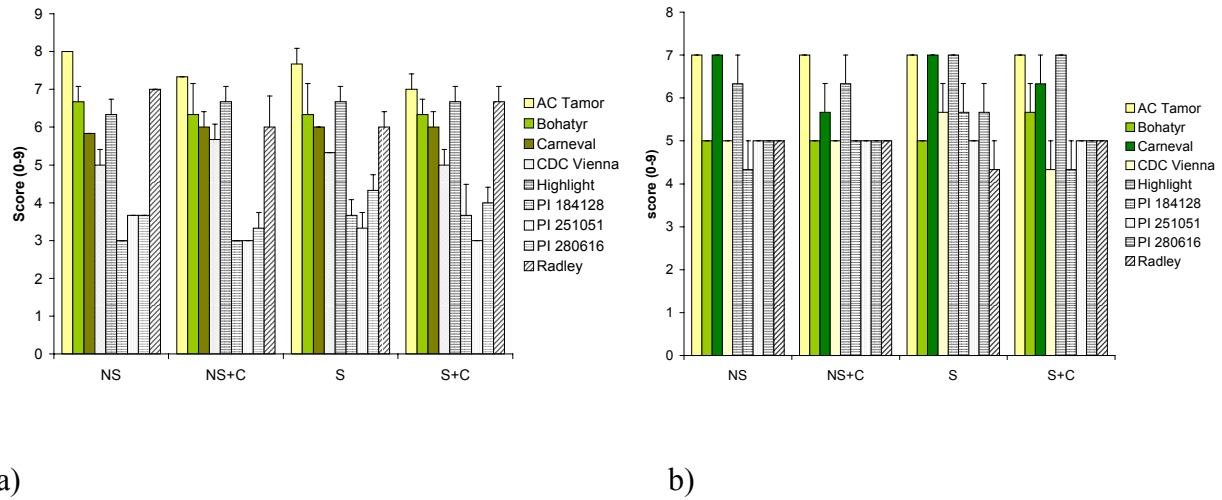 9
8
7
6
5
4
3
2
1
0
Score (0-9)
NS
NS+C
S
S+C
AC Tamor
Bohatyr
Carneval
CDC Vienna
Highlight
PI 184128
PI 251051
PI 280616
Radley
a)
8
7
6
5
4
3
2
1
0
score (0-9)
NS
NS+C
S
S+C
AC Tamor
Bohatyr
Carneval
CDC Vienna
Highlight
PI 184128
PI 251051
PI 280616
Radley
b)